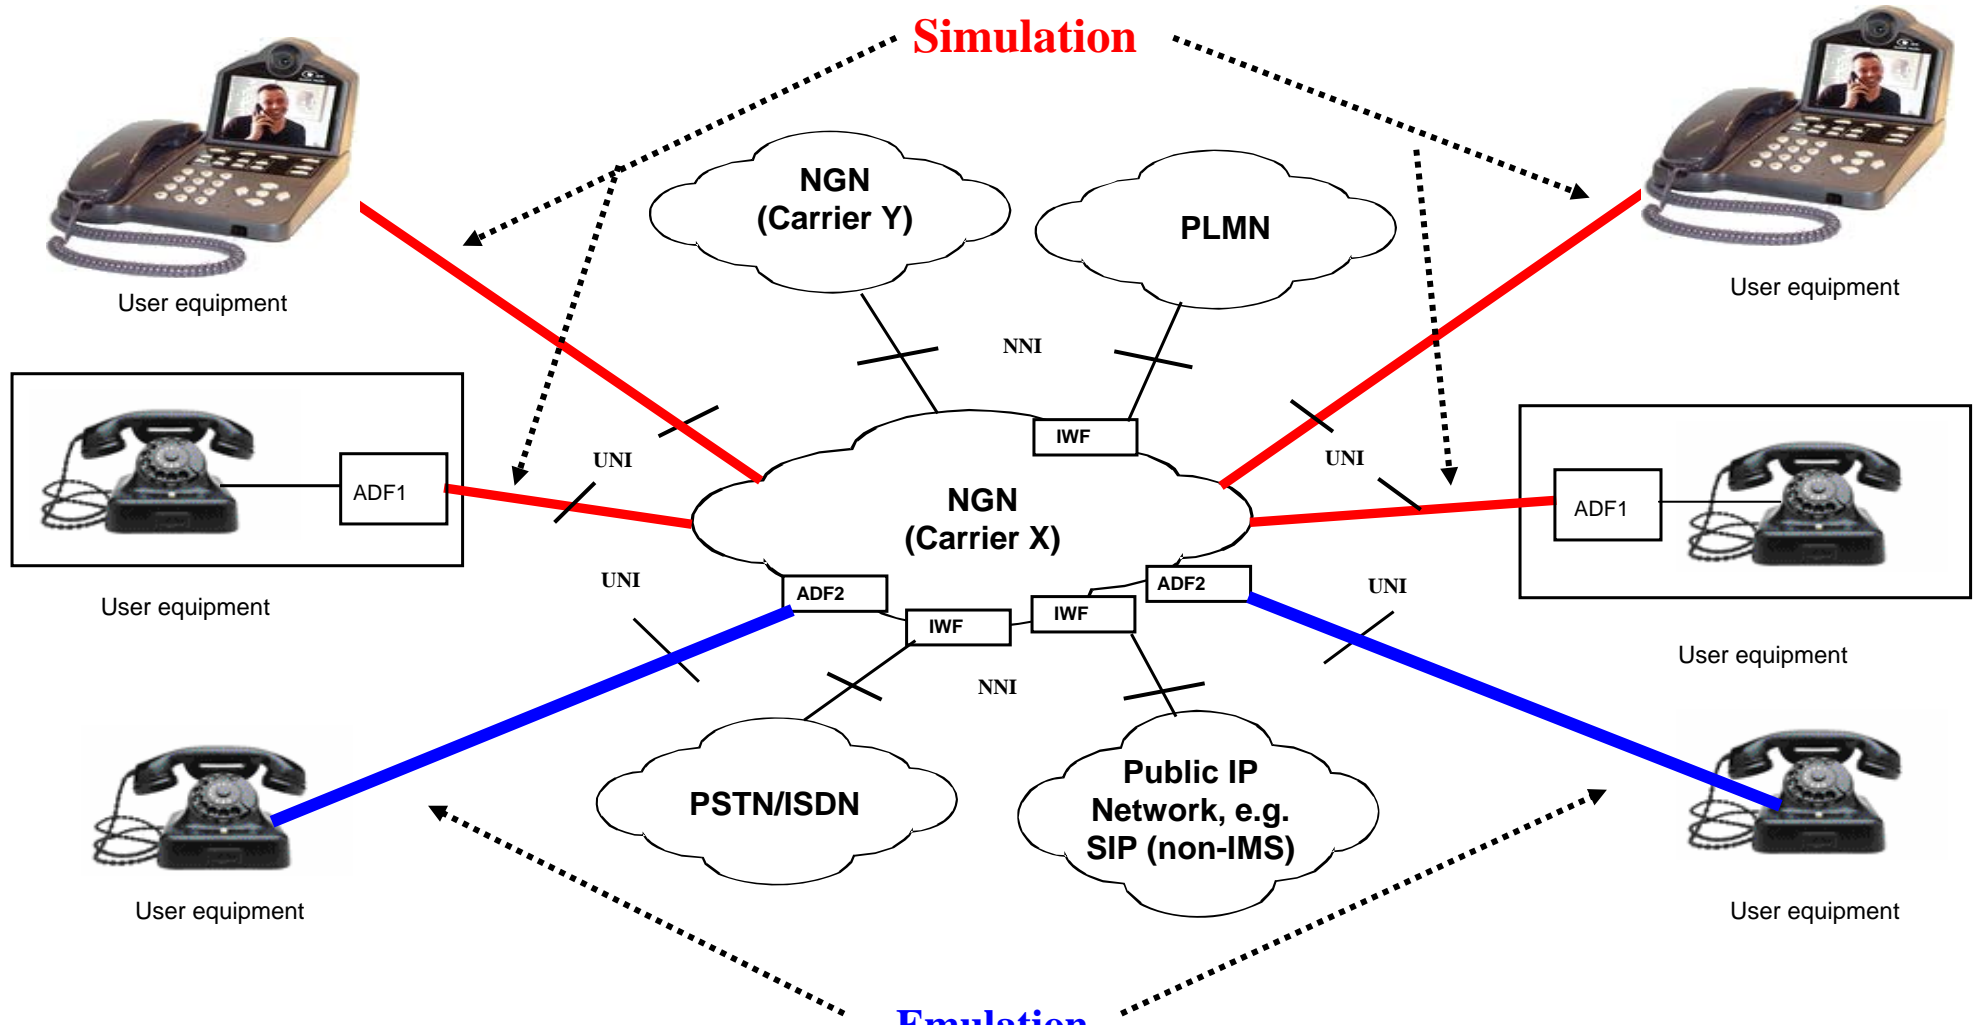 Simulation
NGN
(Carrier Y)
PLMN
User equipment
User equipment
NNI
IWF
UNI
UNI
ADF1
NGN
(Carrier X)
ADF1
UNI
ADF2
ADF2
UNI
User equipment
IWF
IWF
User equipment
NNI
PSTN/ISDN
Public IP
Network, e.g.
SIP (non-IMS)
User equipment
User equipment
Emulation